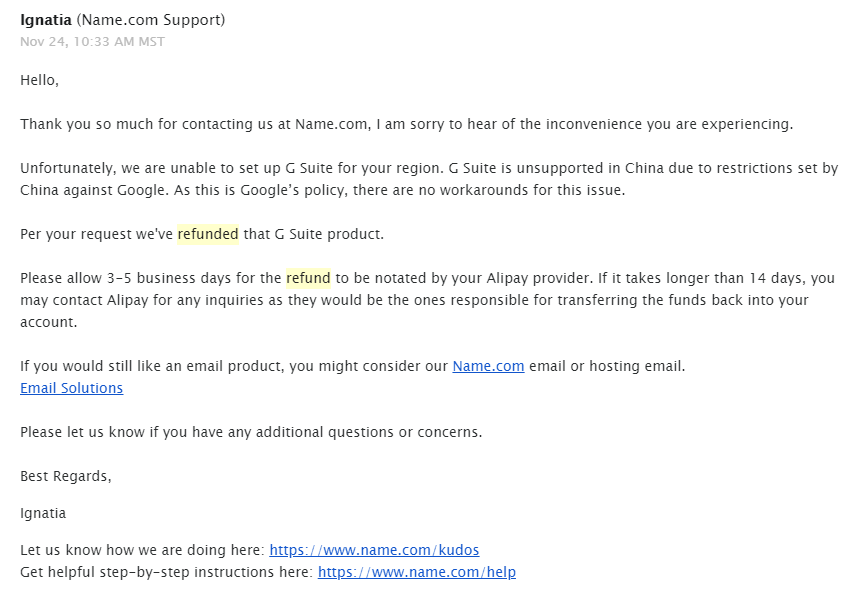 Ignatia (Name.com Support)
Nov 24, 10:33 AM MST
Hello,
Thank you so much for contacting us at Name.com, I am sorry to hear of the inconvenience you are experiencing.
Unfortunately, we are unable to set up G Suite for your region. G Suite is unsupported in China due to restrictions set by
China against Google. As this is Google’s policy, there are no workarounds for this issue.
Per your request we've refunded that G Suite product.
Please allow 3-5 business days for the refund to be notated by your Alipay provider. If it takes longer than 14 days, you
may contact Alipay for any inquiries as they would be the ones responsible for transferring the funds back into your
account.
If you would still like an email product, you might consider our Name.com email or hosting email.
Email Solutions
Please let us know if you have any additional questions or concerns.
Best Regards,
Ignatia
Let us know how we are doing here: https://www.name.com/kudos
Get helpful step-by-step instructions here: https://www.name.com/help